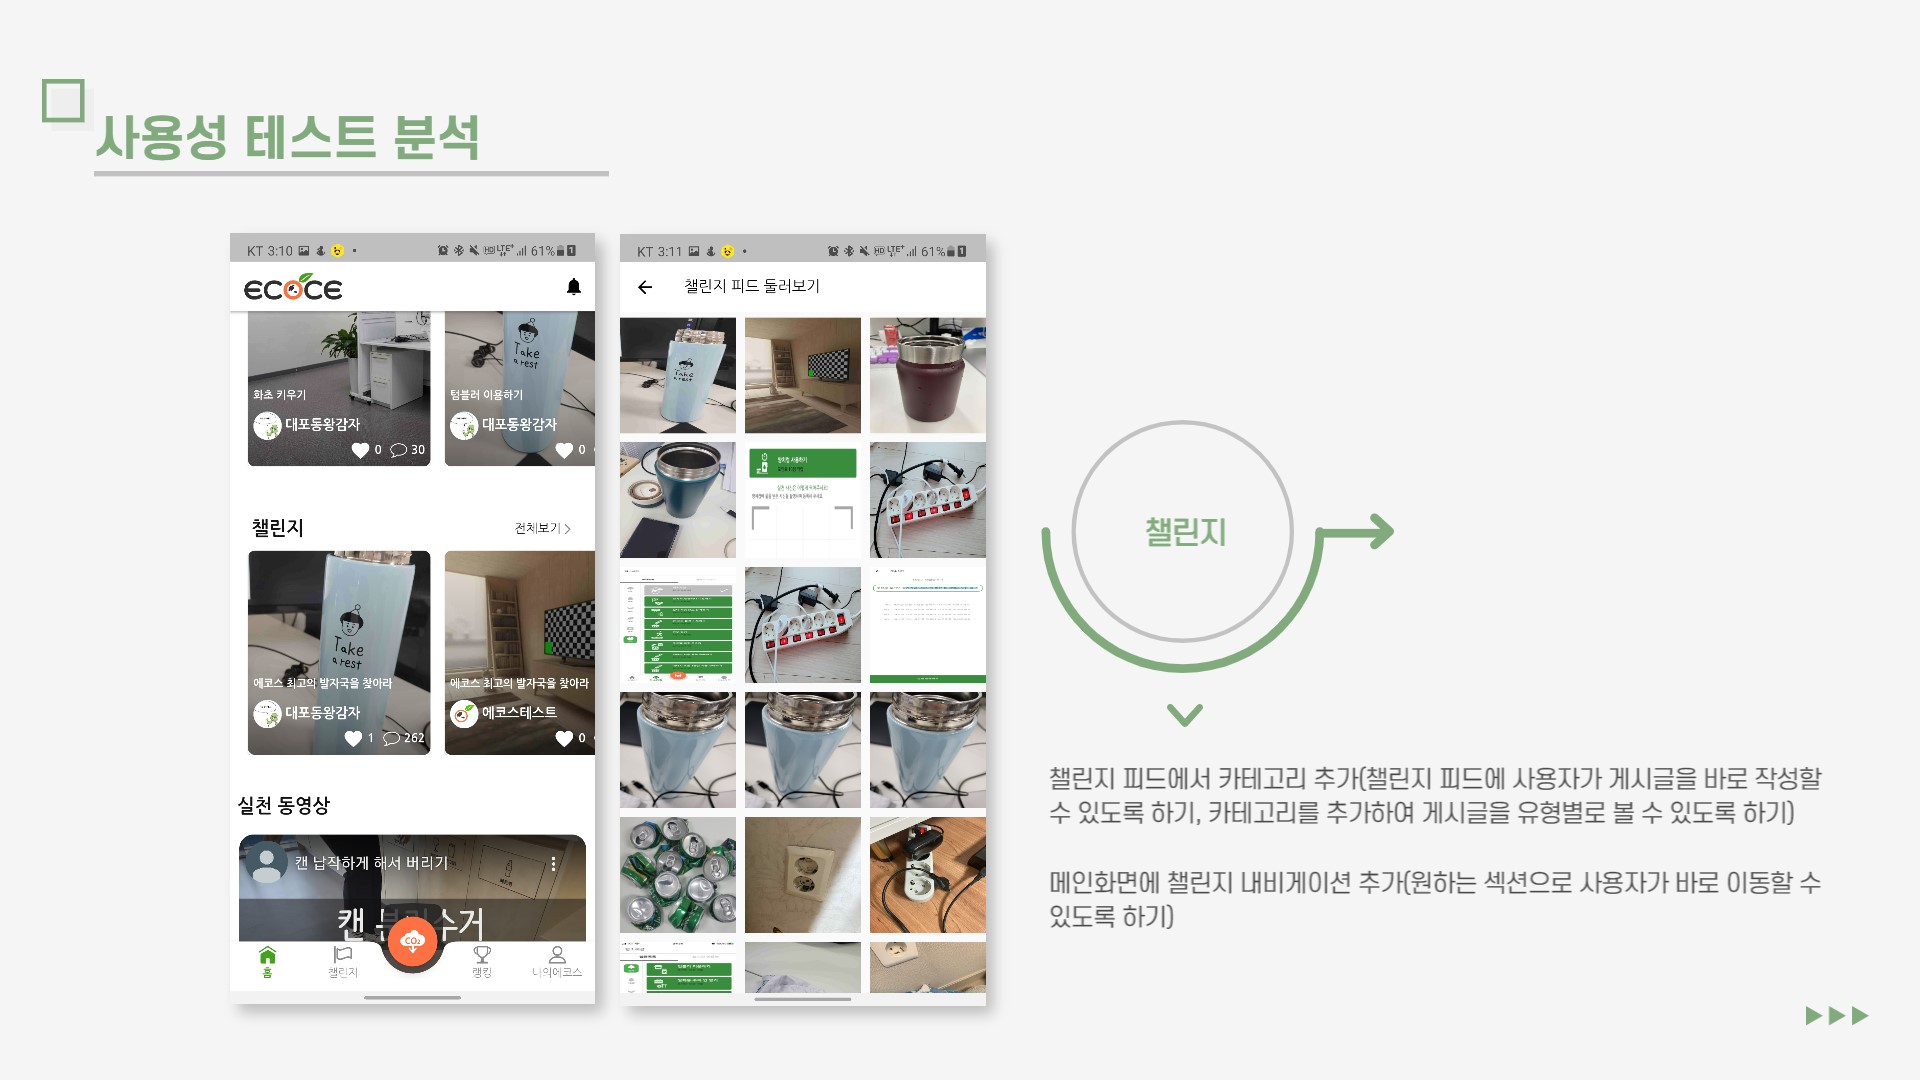 사용성 테스트 분석
KT 3:10
61%
ECOCE
Take
a rest
화초 키우기
텀블러 이용하기
대포동왕감자
대포동왕감자
0 30
0
챌린지
전체보기
Take
a rest
에코스 최고의 발자국을 찾아라
에코스 최고의 발자국을 찾아라
대포동왕감자
에코스테스트
1 262
0
실천 동영상
캔 납작하게 해서 버리기
CO₂
홈
챌린지
랭킹
나의에코스
KT 3:11
61%
챌린지 피드 둘러보기
Take
a rest
챌린지
챌린지 피드에서 카테고리 추가(챌린지 피드에 사용자가 게시글을 바로 작성할
수 있도록 하기, 카테고리를 추가하여 게시글을 유형별로 볼 수 있도록 하기)
메인화면에 챌린지 내비게이션 추가(원하는 섹션으로 사용자가 바로 이동할 수
있도록 하기)